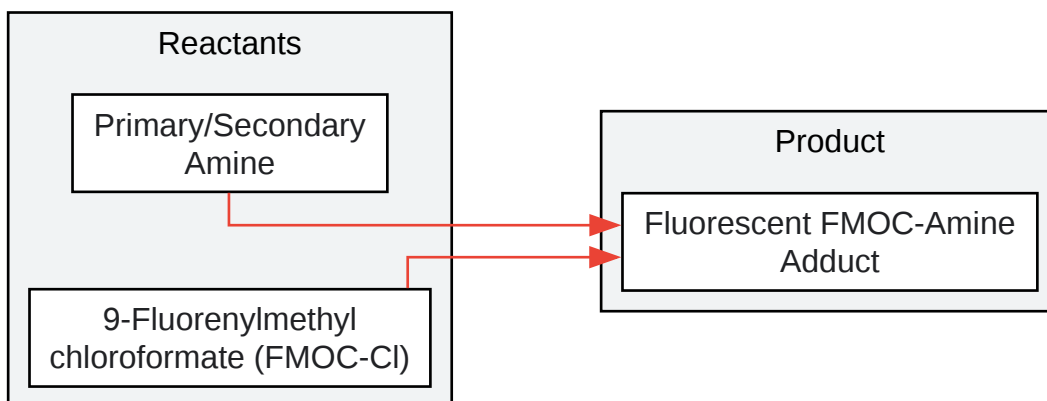 Reactants
Primary/Secondary
Amine
9-Fluorenylmethyl
chloroformate (FMOC-Cl)
Product
Fluorescent FMOC-Amine
Adduct